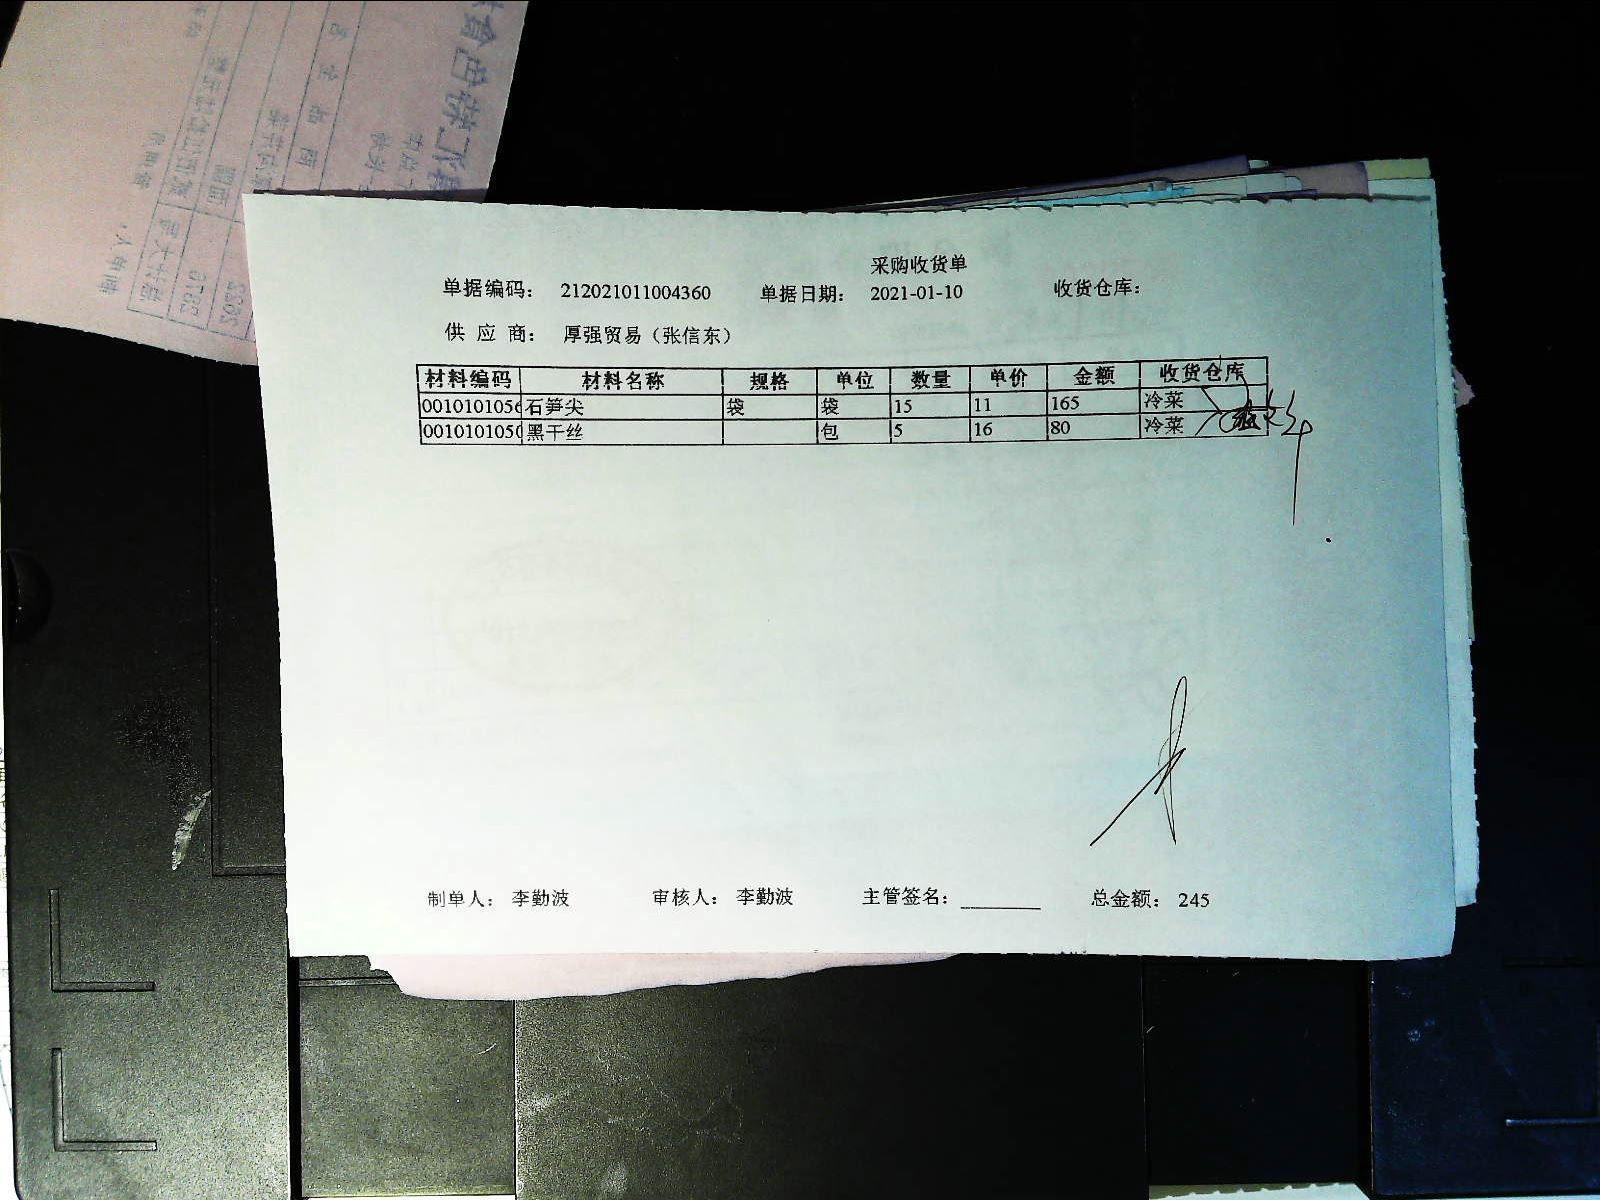 采购收货单
单据编码： 212021011004360 单据日期： 2021-01-10 收货仓库：
供 应 商： 厚强贸易（张信东）
材料编码 材料名称 规格 单位 数量 单价 金额 收货仓库
0010101056 石笋尖 袋 袋 15 11 165 冷菜
0010101050 黑干丝 包 5 16 80 冷菜
制单人： 李勤波 审核人： 李勤波 主管签名： 总金额： 245